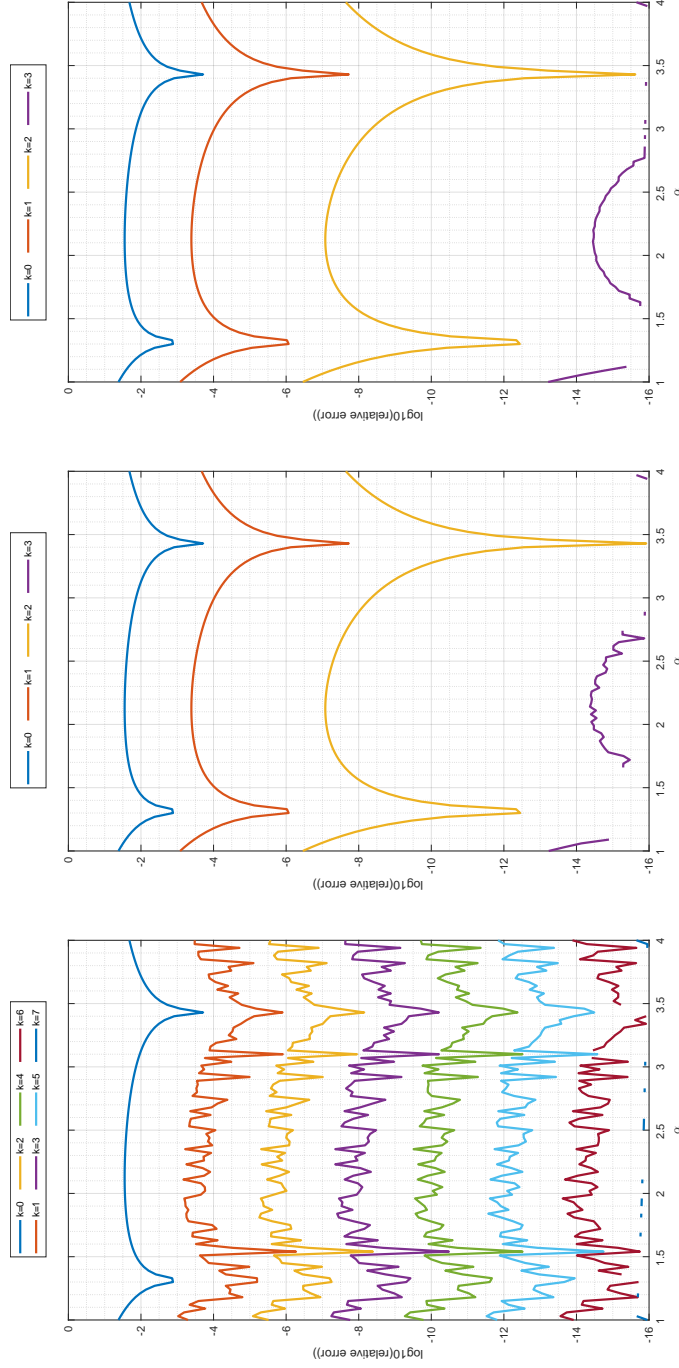 k=0 k=2 k=4 k=6
k=1 k=3 k=5 k=7
log10(relative error))
0
-2
-4
-6
-8
-10
-12
-14
-16
1 1.5 2 2.5 3 3.5 4
α
k=0 k=1 k=2 k=3
log10(relative error))
0
-2
-4
-6
-8
-10
-12
-14
-16
1 1.5 2 2.5 3 3.5 4
α
k=0 k=1 k=2 k=3
log10(relative error))
0
-2
-4
-6
-8
-10
-12
-14
-16
1 1.5 2 2.5 3 3.5 4
α